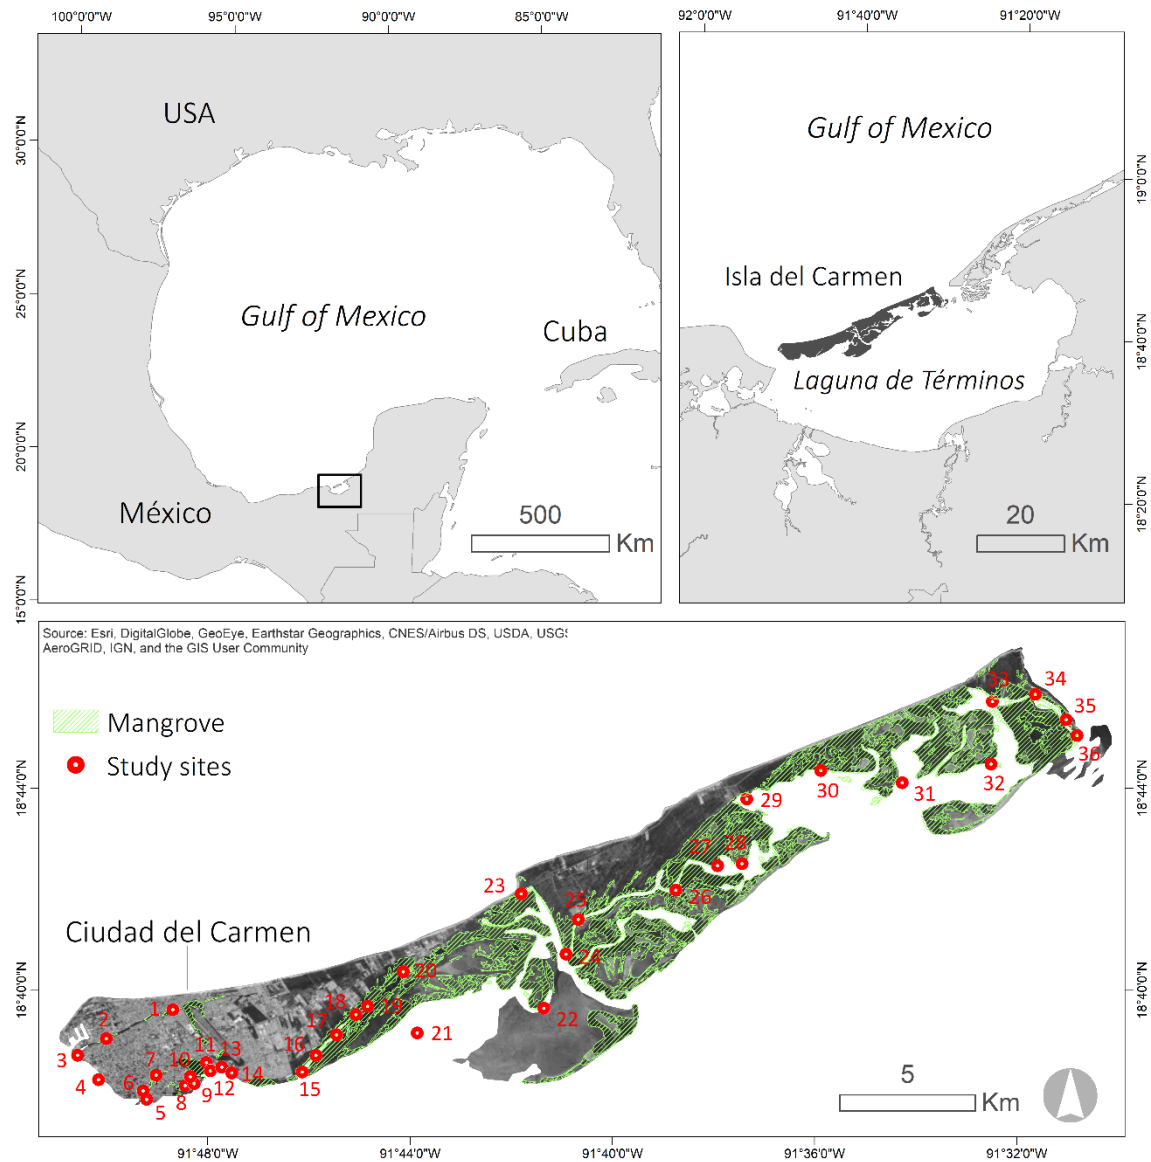 100°0'0"W
95°0'0"W
90°0'0"W
85°0'0"W
92°0'0"W
91°40'0"W
91°20'0"W
30°0'0"N
25°0'0"N
20°0'0"N
15°0'0"N
USA
Gulf of Mexico
Cuba
México
500
Km
Gulf of Mexico
Isla del Carmen
Laguna de Términos
20
Km
19°0'0"N
18°40'0"N
18°20'0"N
Source: Esri, DigitalGlobe, GeoEye, Earthstar Geographics, CNES/Airbus DS, USDA, USGS
AeroGRID, IGN, and the GIS User Community
Mangrove
Study sites
Ciudad del Carmen
1
2
3
4
5
6
7
8
9
10
11
12
13
14
15
16
17
18
19
20
21
22
23
24
25
26
27
28
29
30
31
32
33
34
35
36
5
Km
18°44'0"N
18°40'0"N
18°44'0"N
18°40'0"N
91°48'0"W
91°44'0"W
91°40'0"W
91°36'0"W
91°32'0"W